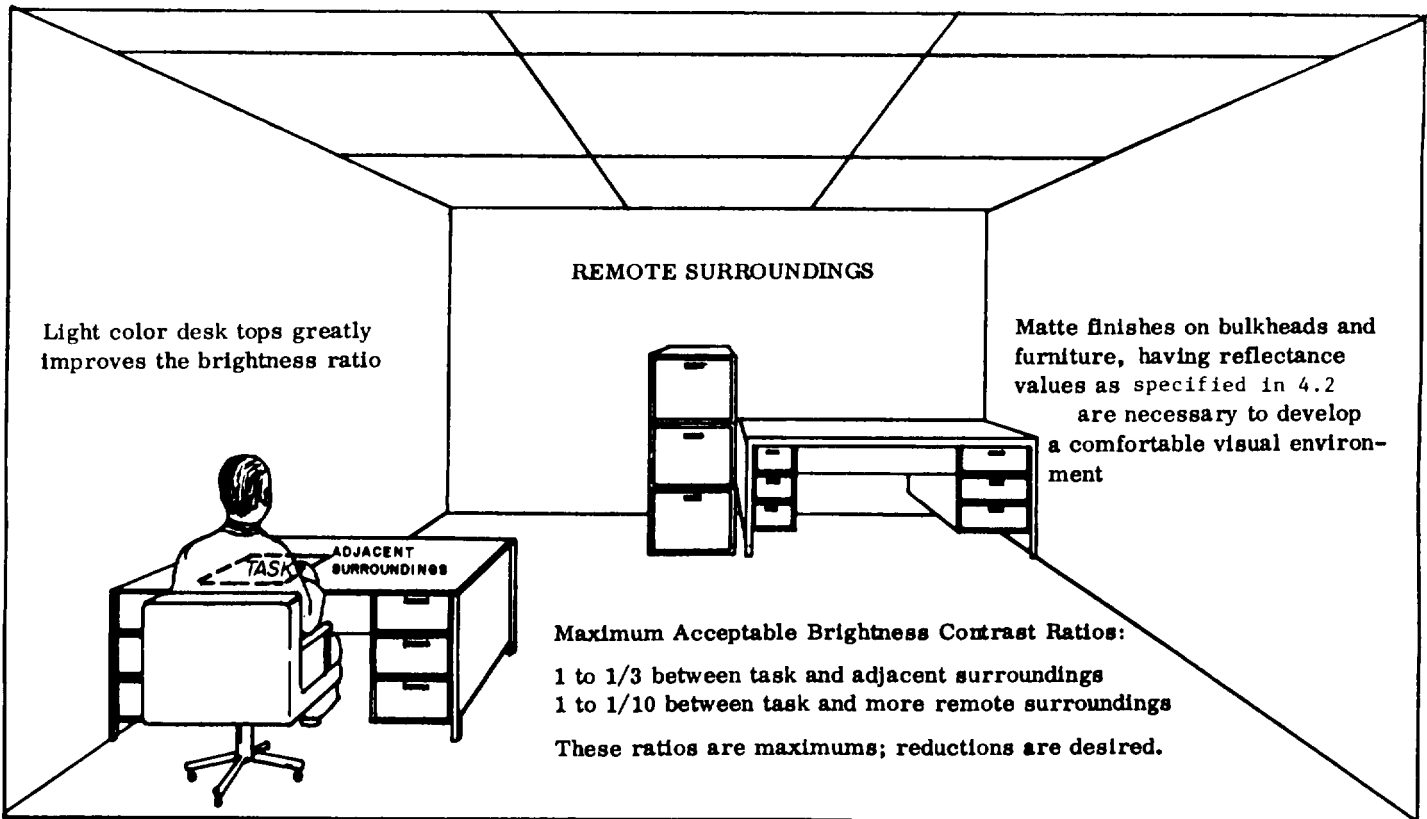 REMOTE SURROUNDINGS
Light color desk tops greatly
improves the brightness ratio
Matte finishes on bulkheads and
furniture, having reflectance
values as specified in 4.2
are necessary to develop
a comfortable visual environ-
ment
TASK
ADJACENT
SURROUNDINGS
Maximum Acceptable Brightness Contrast Ratios:
1 to 1/3 between task and adjacent surroundings
1 to 1/10 between task and more remote surroundings
These ratios are maximums; reductions are desired.